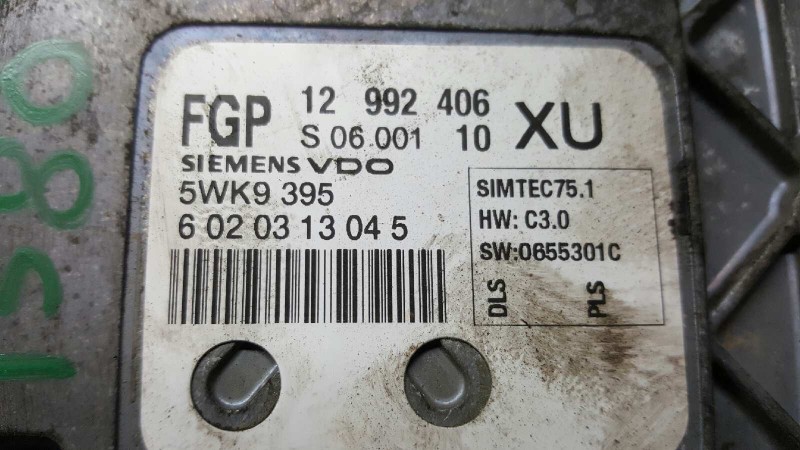 FGP 12 992 406 XU
S 06.001 10
SIEMENS VDO
5WK9 395
6 02 03 13 04 5
SIMTEC75.1
HW: C3.0
SW:0655301C
DLS PLS